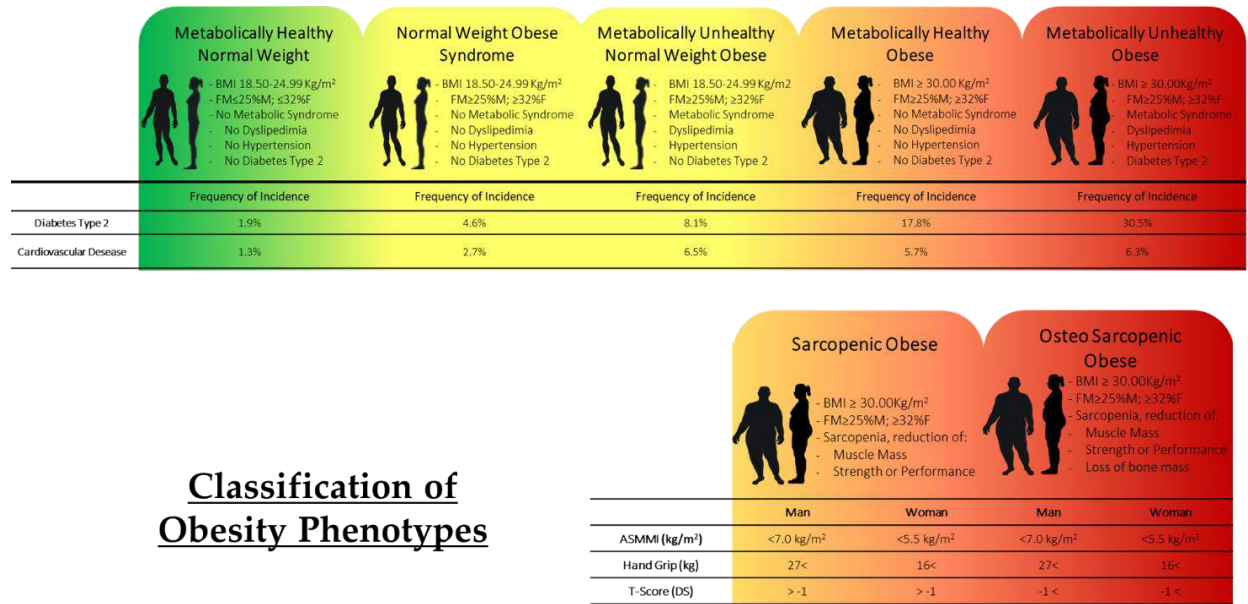 Metabolically Healthy
Normal Weight
- BMI 18.50-24.99 Kg/m²
- FM≤25%M; ≤32%F
- No Metabolic Syndrome
- No Dyslipedimia
- No Hypertension
- No Diabetes Type 2
Normal Weight Obese
Syndrome
- BMI 18.50-24.99 Kg/m²
- FM≥25%M; ≥32%F
- No Metabolic Syndrome
- No Dyslipidimia
- No Hypertension
- No Diabetes Type 2
Metabolically Unhealthy
Normal Weight Obese
- BMI 18.50-24.99 Kg/m2
- FM≥25%M; ≥32%F
- Metabolic Syndrome
- Dyslipidimia
- Hypertension
- No Diabetes Type 2
Metabolically Healthy
Obese
- BMI ≥ 30.00 Kg/m²
- FM≥25%M; ≥32%F
- No Metabolic Syndrome
- No Dyslipidimia
- No Hypertension
- No Diabetes Type 2
Metabolically Unhealthy
Obese
- BMI ≥ 30.00Kg/m²
- FM≥25%M; ≥32%F
- Metabolic Syndrome
- Dyslipidimia
- Hypertension
- Diabetes Type 2
Frequency of Incidence Frequency of Incidence Frequency of Incidence Frequency of Incidence Frequency of Incidence
Diabetes Type 2 1.9% 4.6% 8.1% 17.8% 30.5%
Cardiovascular Desease 1.3% 2.7% 6.5% 5.7% 6.3%
Sarcopenic Obese
- BMI ≥ 30.00Kg/m²
- FM≥25%M; ≥32%F
- Sarcopenia, reduction of:
- Muscle Mass
- Strength or Performance
Osteo Sarcopenic
Obese
- BMI ≥ 30.00Kg/m²
- FM≥25%M; ≥32%F
- Sarcopenia, reduction of:
- Muscle Mass
- Strength or Performance
- Loss of bone mass
Classification of
Obesity Phenotypes
Man Woman Man Woman
ASMMI (kg/m²) <7.0 kg/m² <5.5 kg/m² <7.0 kg/m² <5.5 kg/m²
Hand Grip (kg) 27< 16< 27< 16<
T-Score (DS) > -1 > -1 -1 < -1 <